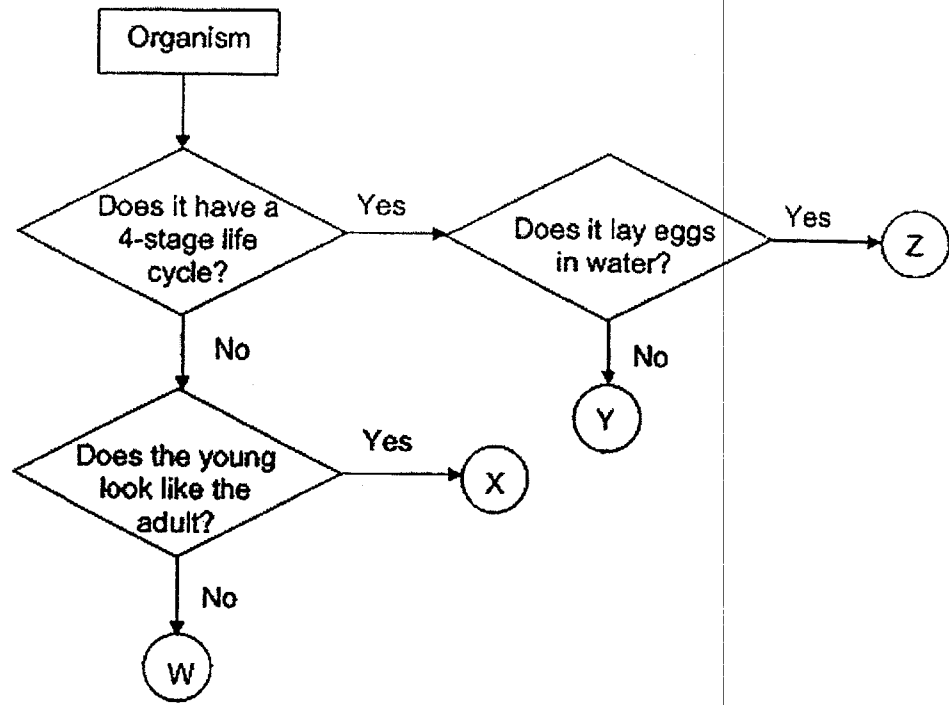 Organism
Does it have a
4-stage life
cycle?
Yes
Does it lay eggs
in water?
Yes
Z
No
No
Y
Does the young
look like the
adult?
Yes
X
No
W